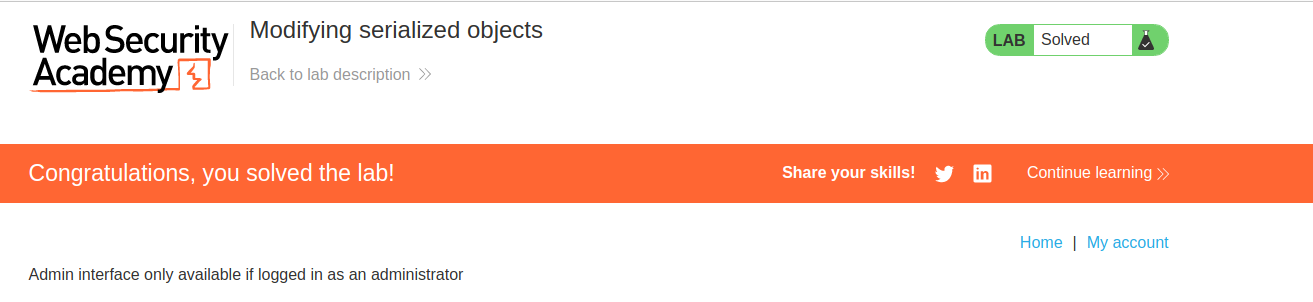 Web Security
Academy
Modifying serialized objects
Back to lab description
LAB Solved
Congratulations, you solved the lab!
Share your skills!
Continue learning
Home | My account
Admin interface only available if logged in as an administrator